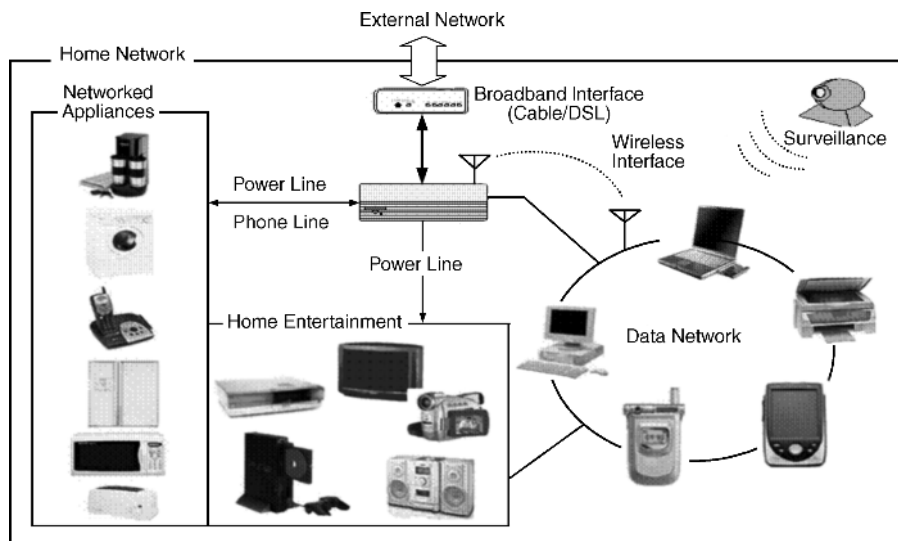 External Network
Home Network
Networked
Appliances
Broadband Interface
(Cable/DSL)
Surveillance
Wireless
Interface
Power Line
Phone Line
Power Line
Home Entertainment
Data Network